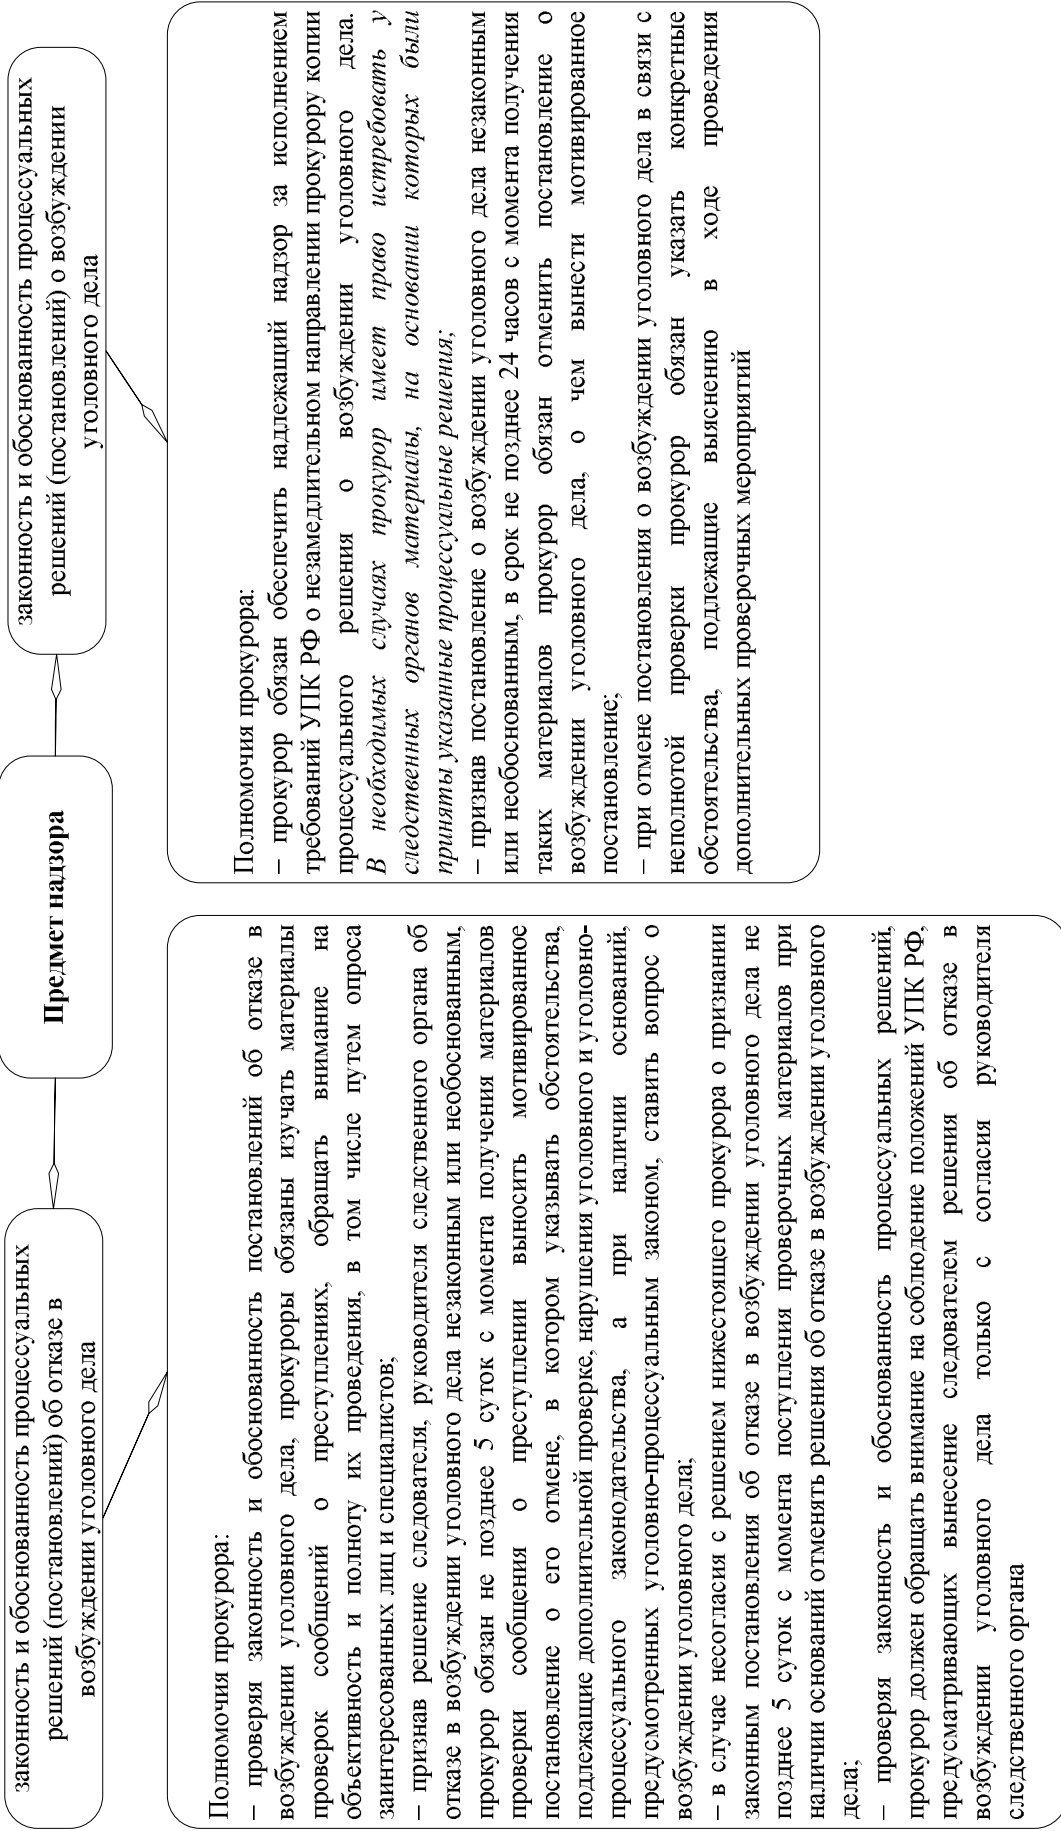 Предмет надзора
законность и обоснованность процессуальных
решений (постановлений) об отказе в
возбуждении уголовного дела
законность и обоснованность процессуальных
решений (постановлений) о возбуждении
уголовного дела
Полномочия прокурора:
– проверяя законность и обоснованность постановлений об отказе в
возбуждении уголовного дела, прокуроры обязаны изучать материалы
проверок сообщений о преступлениях, обращать внимание на
объективность и полноту их проведения, в том числе путем опроса
заинтересованных лиц и специалистов;
– признав решение следователя, руководителя следственного органа об
отказе в возбуждении уголовного дела незаконным или необоснованным,
прокурор обязан не позднее 5 суток с момента получения материалов
проверки сообщения о преступлении выносить мотивированное
постановление о его отмене, в котором указывать обстоятельства,
подлежащие дополнительной проверке, нарушения уголовного и уголовно-
процессуального законодательства, а при наличии оснований,
предусмотренных уголовно-процессуальным законом, ставить вопрос о
возбуждении уголовного дела;
– в случае несогласия с решением нижестоящего прокурора о признании
законным постановления об отказе в возбуждении уголовного дела не
позднее 5 суток с момента поступления проверочных материалов при
наличии оснований отменять решения об отказе в возбуждении уголовного
дела;
– проверяя законность и обоснованность процессуальных решений,
прокурор должен обращать внимание на соблюдение положений УПК РФ,
предусматривающих вынесение следователем решения об отказе в
возбуждении уголовного дела только с согласия руководителя
следственного органа
Полномочия прокурора:
– прокурор обязан обеспечить надлежащий надзор за исполнением
требований УПК РФ о незамедлительном направлении прокурору копии
процессуального решения о возбуждении уголовного дела.
В необходимых случаях прокурор имеет право истребовать у
следственных органов материалы, на основании которых были
приняты указанные процессуальные решения;
– признав постановление о возбуждении уголовного дела незаконным
или необоснованным, в срок не позднее 24 часов с момента получения
таких материалов прокурор обязан отменить постановление о
возбуждении уголовного дела, о чем вынести мотивированное
постановление;
– при отмене постановления о возбуждении уголовного дела в связи с
неполнотой проверки прокурор обязан указать конкретные
обстоятельства, подлежащие выяснению в ходе проведения
дополнительных проверочных мероприятий